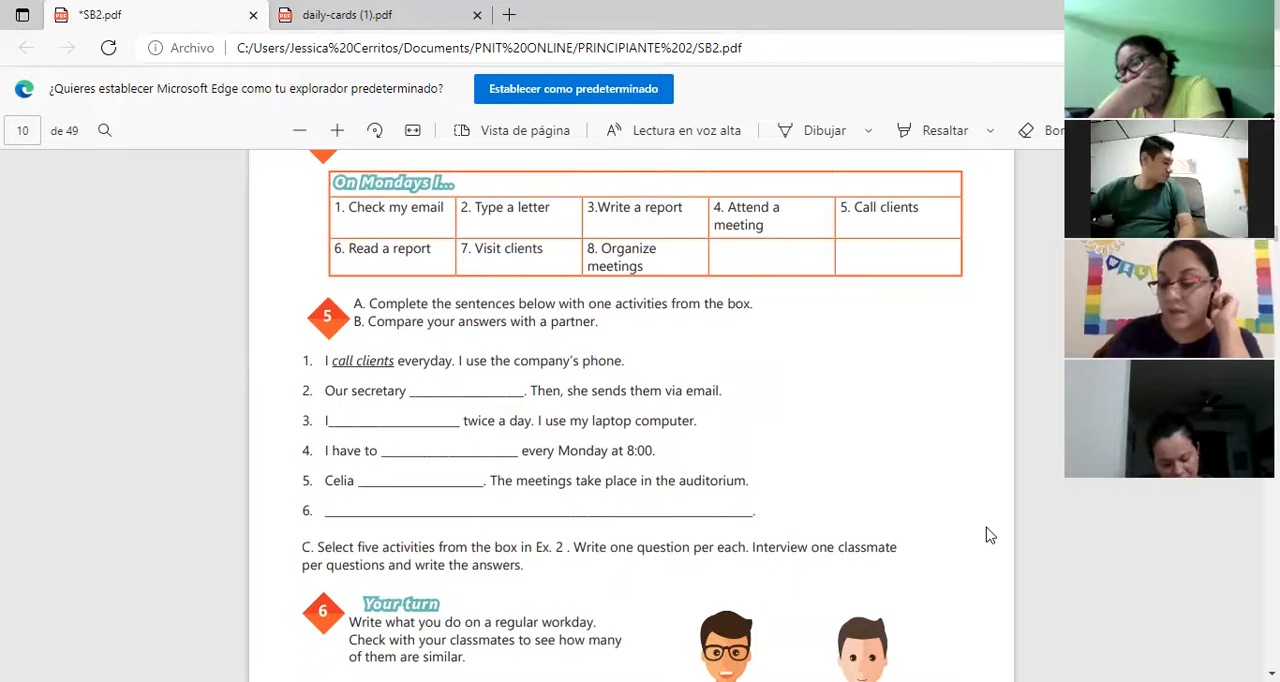 *SB2.pdf
daily-cards (1).pdf
Archivo
C:/Users/Jessica%20Cerritos/Documents/PNIT%20ONLINE/PRINCIPIANTE%202/SB2.pdf
¿Quieres establecer Microsoft Edge como tu explorador predeterminado?
Establecer como predeterminado
10 de 49
Vista de página
Lectura en voz alta
Dibujar
Resaltar
On Mondays I...
1. Check my email
2. Type a letter
3.Write a report
4. Attend a
meeting
5. Call clients
6. Read a report
7. Visit clients
8. Organize
meetings
5
A. Complete the sentences below with one activities from the box.
B. Compare your answers with a partner.
1. I call clients everyday. I use the company's phone.
2. Our secretary ________________. Then, she sends them via email.
3. I___________________ twice a day. I use my laptop computer.
4. I have to ___________________ every Monday at 8:00.
5. Celia _________________. The meetings take place in the auditorium.
6. ____________________________________________________________.
C. Select five activities from the box in Ex. 2 . Write one question per each. Interview one classmate
per questions and write the answers.
6
Your turn
Write what you do on a regular workday.
Check with your classmates to see how many
of them are similar.